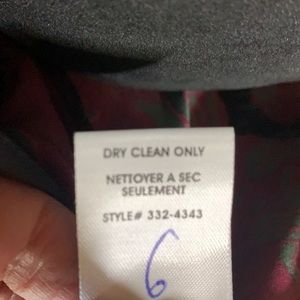 DRY CLEAN ONLY
NETTOYER A SEC
SEULEMENT
STYLE# 332-4343
6